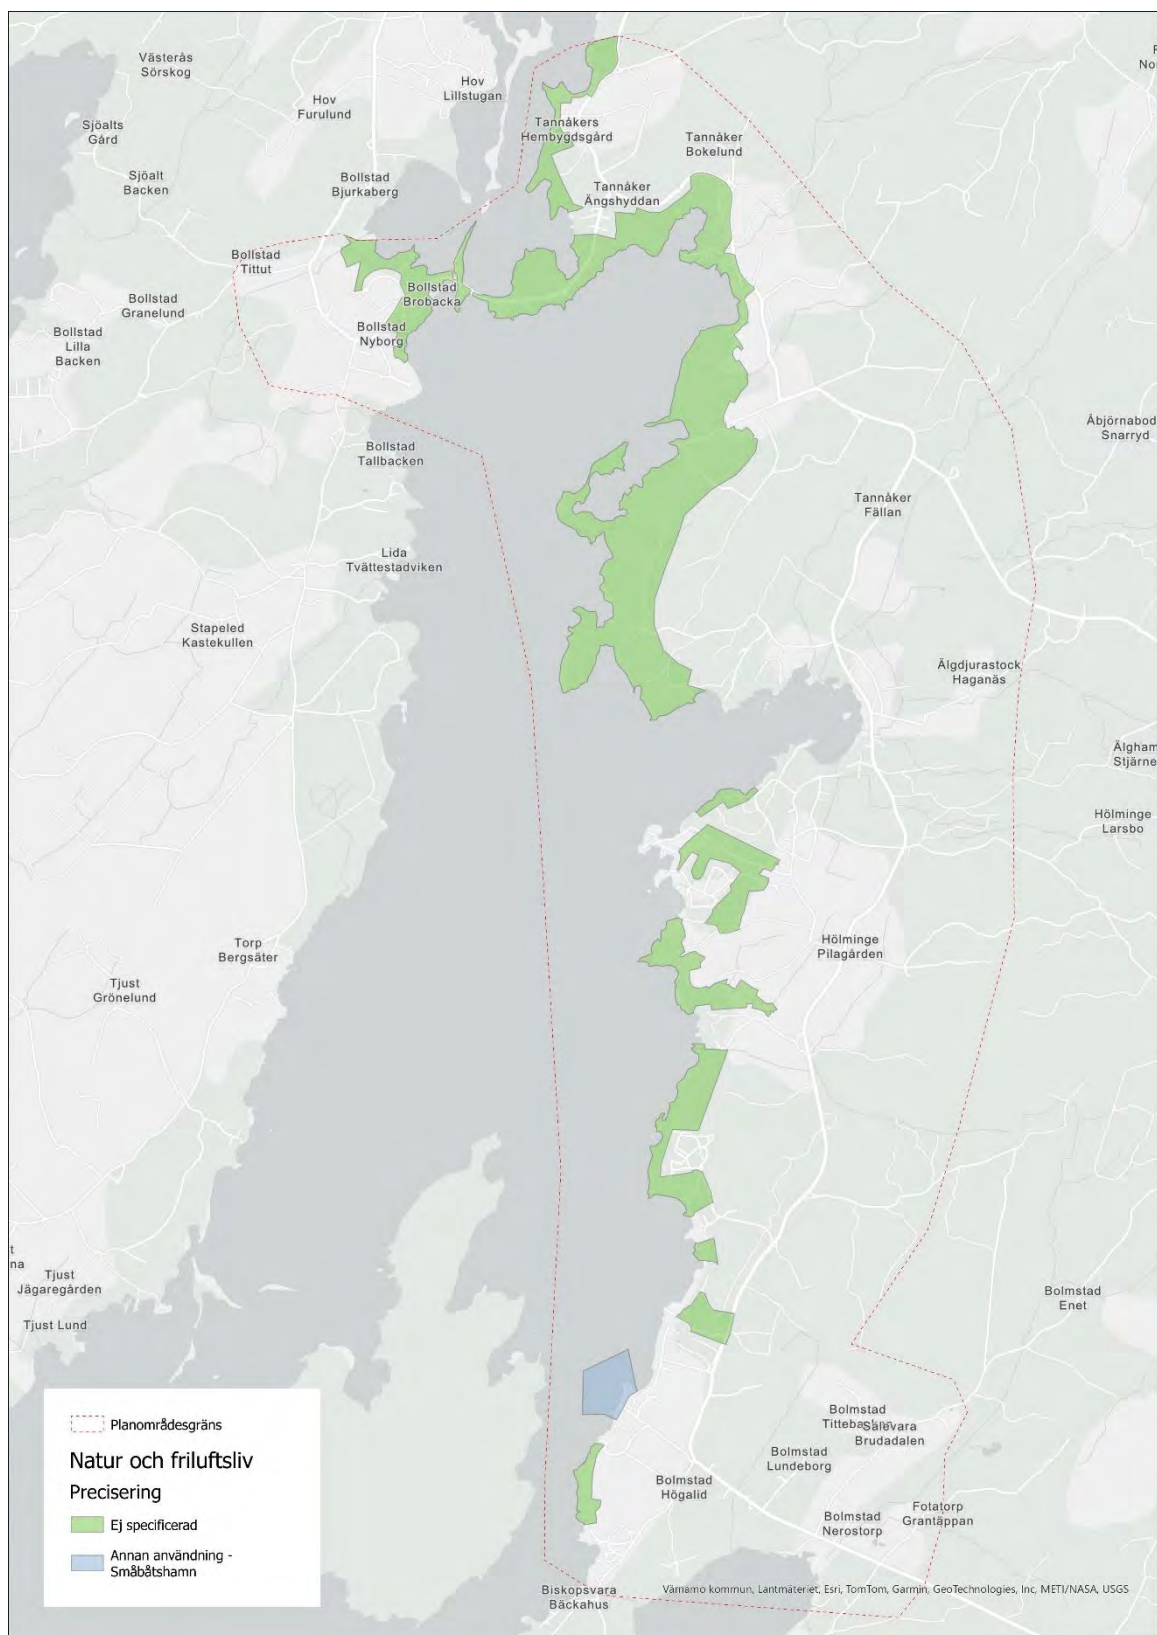 Västerås
Sörskog
Hov
Lillstugan
Hov
Furulund
Sjöalts
Gård
Tannåkers
Hembygdsgård
Tannåker
Bokelund
Sjöalt
Backen
Bollstad
Bjurkaberg
Tannåker
Ängshyddan
Bollstad
Tittut
Bollstad
Granelund
Bollstad
Brobacka
Bollstad
Lilla
Backen
Bollstad
Nyborg
Åbjörnabod
Snarryd
Bollstad
Tallbacken
Tannåker
Fällan
Lida
Tvättestadviken
Stapeled
Kastekullen
Älgdjurastock
Haganäs
Älgham
Stjärne
Hölminge
Larsbo
Hölminge
Pilagården
Torp
Bergsäter
Tjust
Grönelund
Tjust
Jägaregården
Bolmstad
Enet
Tjust Lund
Bolmstad
Sälevara
Brudadalen
Bolmstad
Lundeborg
Bolmstad
Högalid
Fotatorp
Grantäppan
Bolmstad
Nerostorp
Biskopsvara
Bäckahus
Planområdesgräns
Natur och friluftsliv
Precisering
Ej specificerad
Annan användning -
Småbåtshamn
Värnamo kommun, Lantmäteriet, Esri, TomTom, Garmin, GeoTechnologies, Inc, METI/NASA, USGS